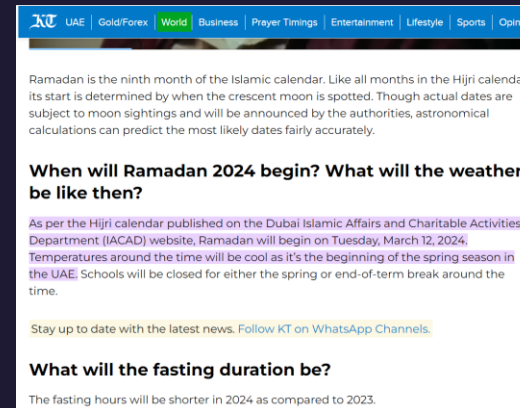 KT UAE Gold/Forex World Business Prayer Timings Entertainment Lifestyle Sports Opin
Ramadan is the ninth month of the Islamic calendar. Like all months in the Hijri calenda
its start is determined by when the crescent moon is spotted. Though actual dates are
subject to moon sightings and will be announced by the authorities, astronomical
calculations can predict the most likely dates fairly accurately.
When will Ramadan 2024 begin? What will the weather
be like then?
As per the Hijri calendar published on the Dubai Islamic Affairs and Charitable Activities
Department (IACAD) website, Ramadan will begin on Tuesday, March 12, 2024.
Temperatures around the time will be cool as it's the beginning of the spring season in
the UAE. Schools will be closed for either the spring or end-of-term break around the
time.
Stay up to date with the latest news. Follow KT on WhatsApp Channels.
What will the fasting duration be?
The fasting hours will be shorter in 2024 as compared to 2023.